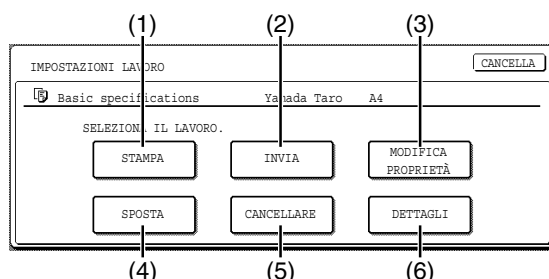 (1) (2) (3)
IMPOSTAZIONI LAVORO CANCELLA
Basic specifications Yamada Taro A4
SELEZIONA IL LAVORO.
STAMPA INVIA MODIFICA
PROPRIETÀ
SPOSTA CANCELLARE DETTAGLI
(4) (5) (6)